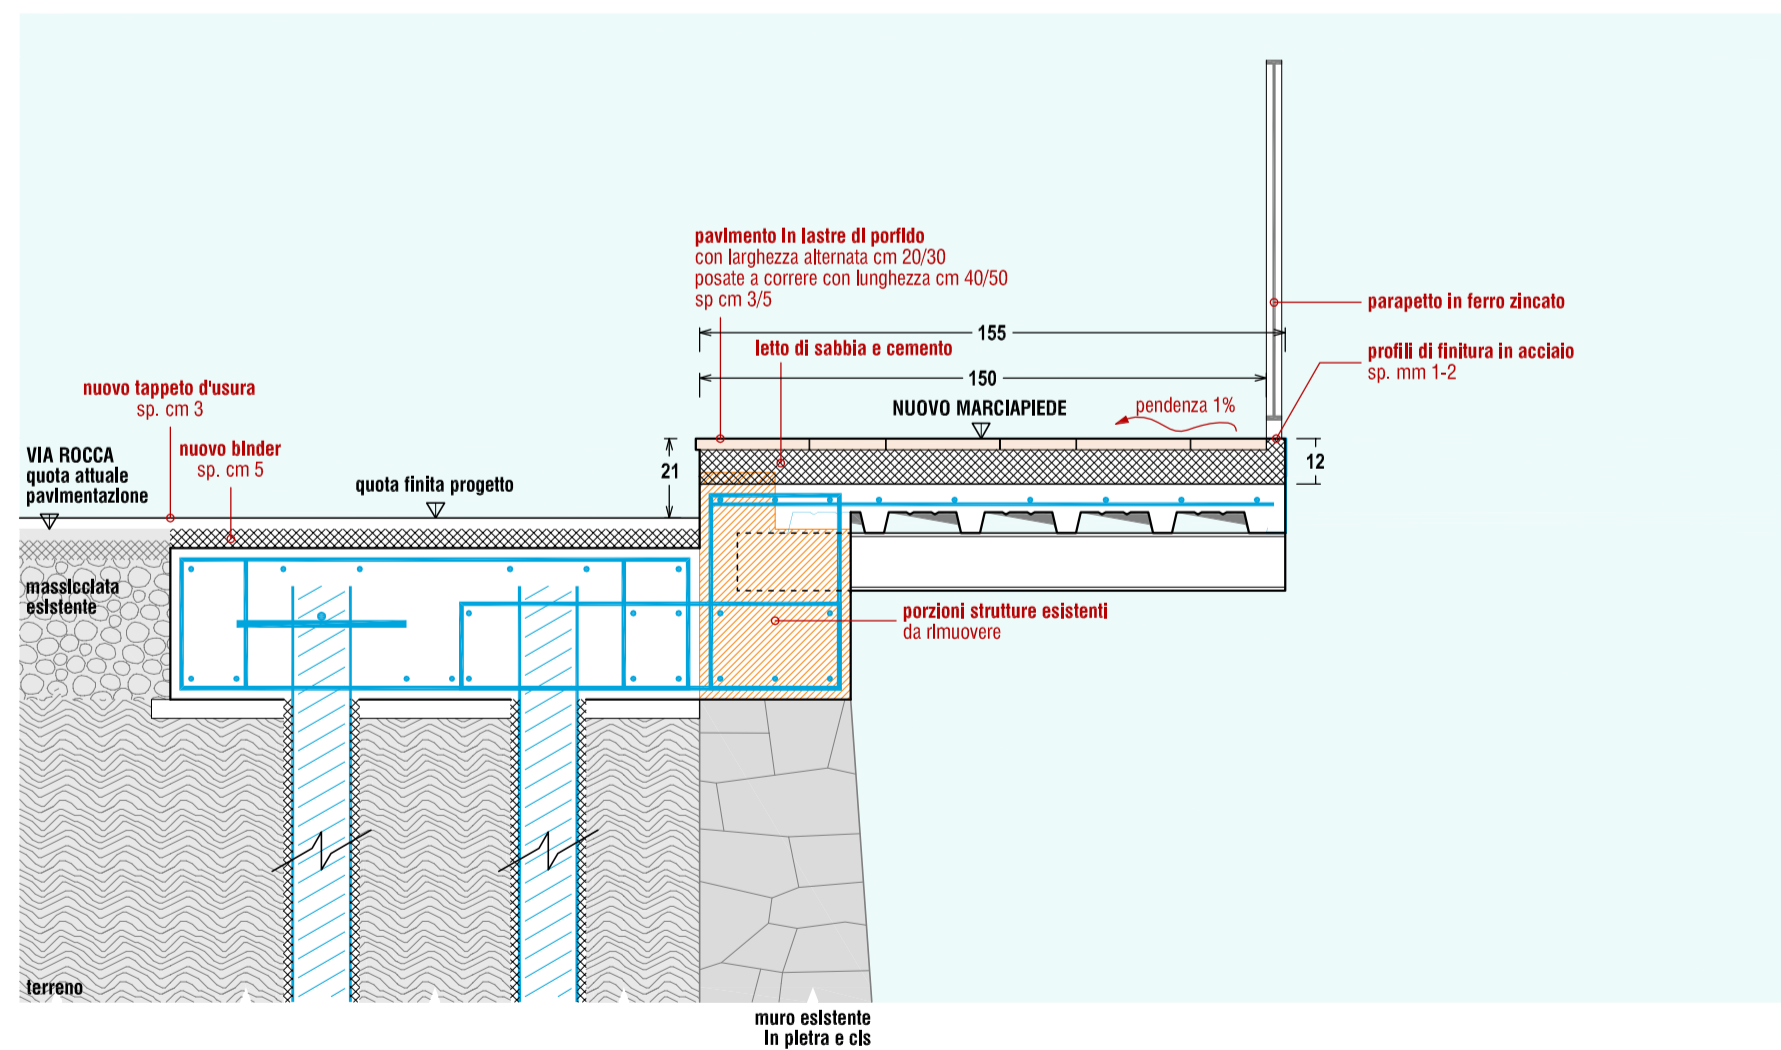 pavimento in lastre di porfido
con larghezza alternata cm 20/30
posate a correre con lunghezza cm 40/50
sp cm 3/5
parapetto in ferro zincato
155
letto di sabbia e cemento
profili di finitura in acciaio
sp. mm 1-2
150
nuovo tappeto d'usura
sp. cm 3
NUOVO MARCIAPIEDE
pendenza 1%
nuovo binder
sp. cm 5
VIA ROCCA
quota attuale
pavimentazione
21
12
quota finita progetto
massicciata
esistente
porzioni strutture esistenti
da rimuovere
terreno
muro esistente
in pietra e cls